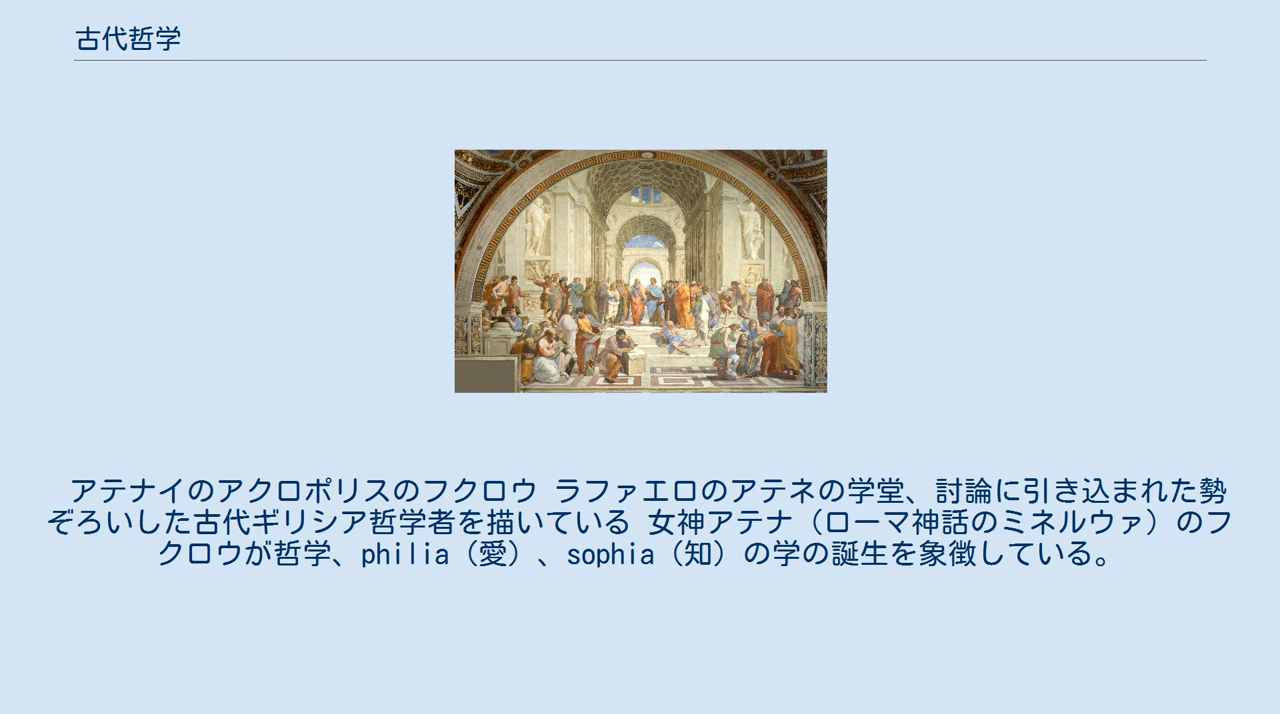 古代哲学
アテナイのアクロポリスのフクロウ ラファエロのアテネの学堂、討論に引き込まれた勢
ぞろいした古代ギリシア哲学者を描いている 女神アテナ（ローマ神話のミネルウァ）のフ
クロウが哲学、philia（愛）、sophia（知）の学の誕生を象徴している。